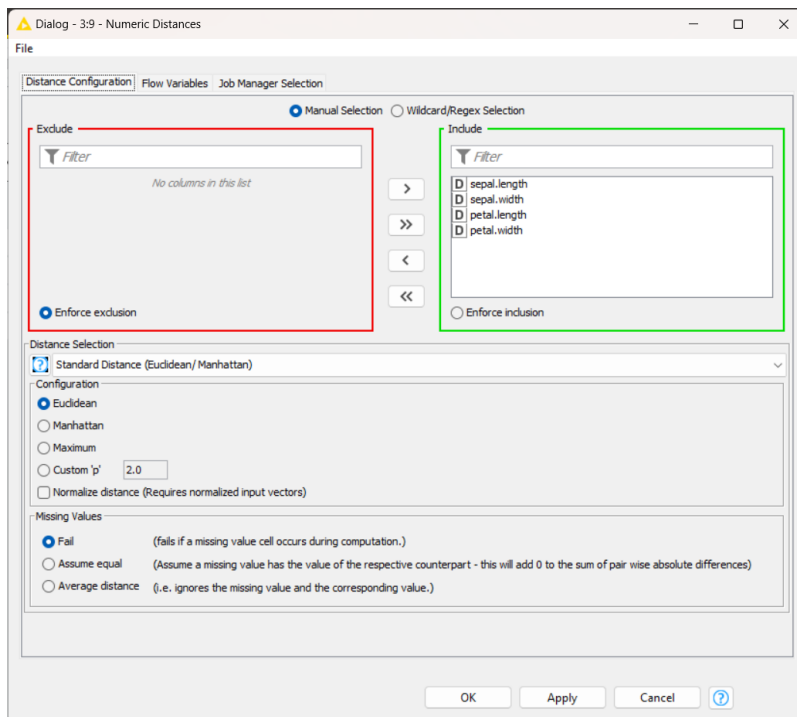 Dialog - 3:9 - Numeric Distances
File
Distance Configuration Flow Variables Job Manager Selection
Manual Selection Wildcard/Regex Selection
Exclude
Include
Filter
Filter
No columns in this list
D sepal.length
D sepal.width
D petal.length
D petal.width
>
>>
<
<<
Enforce exclusion
Enforce inclusion
Distance Selection
? Standard Distance (Euclidean/ Manhattan)
Configuration
Euclidean
Manhattan
Maximum
Custom 'p' 2.0
Normalize distance (Requires normalized input vectors)
Missing Values
Fail (fails if a missing value cell occurs during computation.)
Assume equal (Assume a missing value has the value of the respective counterpart - this will add 0 to the sum of pair wise absolute differences)
Average distance (i.e. ignores the missing value and the corresponding value.)
OK Apply Cancel ?